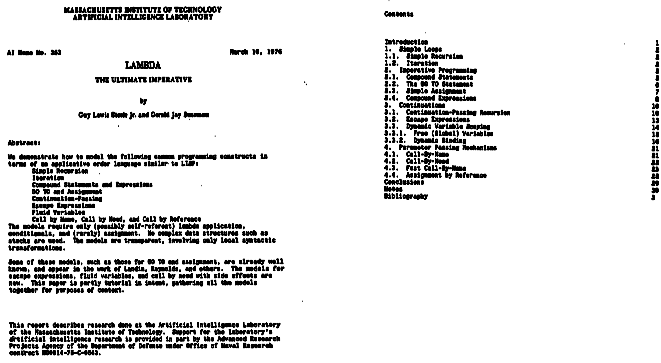 MASSACHUSETTS INSTITUTE OF TECHNOLOGY
ARTIFICIAL INTELLIGENCE LABORATORY
AI Memo No. 353
March 10, 1976
LAMBDA
THE ULTIMATE IMPERATIVE
by
Guy Lewis Steele Jr. and Gerald Jay Sussman
Abstract:
We demonstrate how to model the following common programming constructs in
terms of an applicative order language similar to LISP:
Simple Recursion
Iteration
Compound Statements and Expressions
GO TO and Assignment
Continuation-Passing
Escape Expressions
Fluid Variables
Call by Name, Call by Need, and Call by Reference
The models require only (possibly self-referent) lambda application,
conditionals, and (rarely) assignment. No complex data structures such as
stacks are used. The models are transparent, involving only local syntactic
transformations.
Some of these models, such as those for GO TO and assignment, are already well
known, and appear in the work of Landin, Reynolds, and others. The models for
escape expressions, fluid variables, and call by need with side effects are
new. This paper is partly tutorial in intent, gathering all the models
together for purposes of context.
This report describes research done at the Artificial Intelligence Laboratory
of the Massachusetts Institute of Technology. Support for the laboratory's
artificial intelligence research is provided in part by the Advanced Research
Projects Agency of the Department of Defense under Office of Naval Research
contract
Contents
Introduction 1
1. Simple Loops 2
1.1. Simple Recursion 2
1.2. Iteration
2. Imperative Programming
2.1. Compound Statements
2.2. The GO TO Statement
2.3. Simple Assignment 7
2.4. Compound Expressions
3. Continuations 10
3.1. Continuation-Passing Recursion
3.2. Escape Expressions
3.3. Dynamic Variable Scoping
3.3.1. Free (Global) Variables
3.3.2. Dynamic Binding
4. Parameter Passing Mechanisms
4.1. Call-By-Name
4.2. Call-By-Need
4.3. Fast Call-By-Name
4.4. Assignment by Reference
Conclusions
Notes
Bibliography